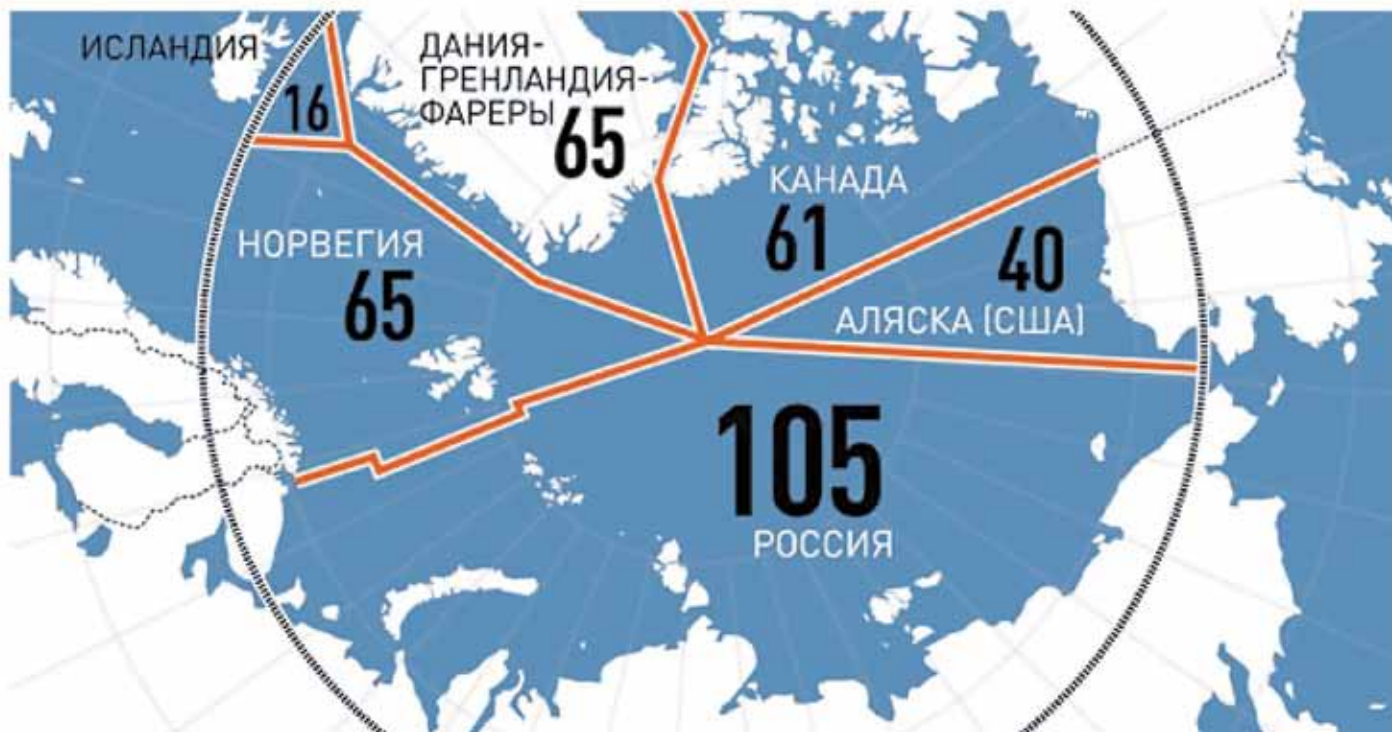 ИСЛАНДИЯ
16
ДАНИЯ-
ГРЕНЛАНДИЯ-
ФАРЕРЫ 65
КАНАДА
61
НОРВЕГИЯ
65
40
АЛЯСКА (США)
105
РОССИЯ